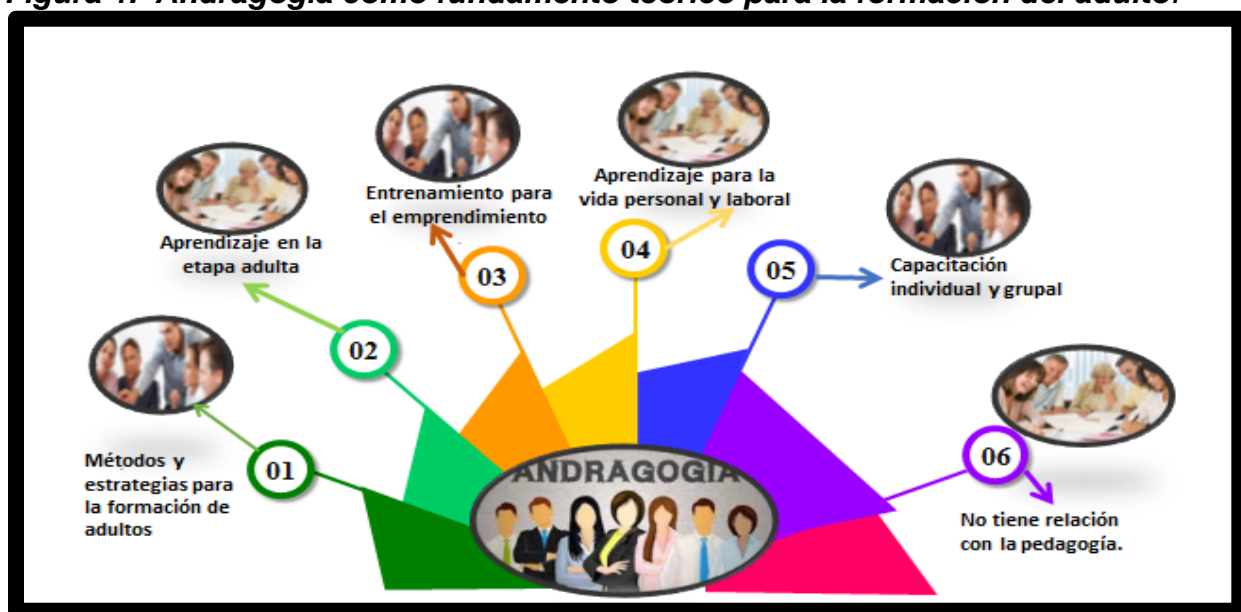 Figura 1. Andragogía como fundamento teórico para la formación del adulto.
Entrenamiento para
el emprendimiento
Aprendizaje para la
vida personal y laboral
Aprendizaje en la
etapa adulta
Capacitación
individual y grupal
04
05
03
02
01
06
Métodos y
estrategias para
la formación de
adultos
ANDRAGOGIA
No tiene relación
con la pedagogía.